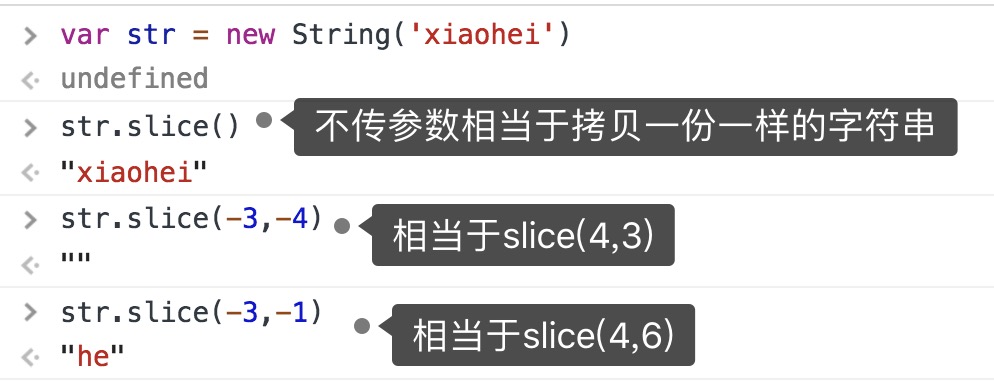 var str = new String('xiaohei')
undefined
str.slice() 不传参数相当于拷贝一份一样的字符串
"xiaohei"
str.slice(-3,-4) 相当于slice(4,3)
""
str.slice(-3,-1) 相当于slice(4,6)
"he"